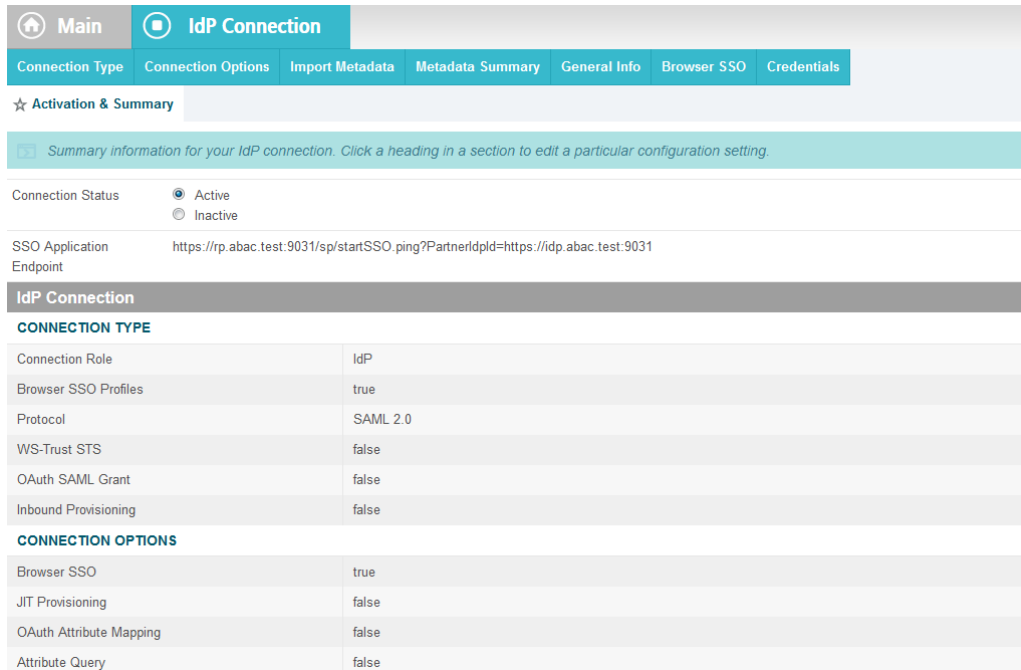 Main
IdP Connection
Connection Type
Connection Options
Import Metadata
Metadata Summary
General Info
Browser SSO
Credentials
Activation & Summary
Summary information for your IdP connection. Click a heading in a section to edit a particular configuration setting.
Connection Status
Active
Inactive
SSO Application
Endpoint
https://rp.abac.test:9031/sp/startSSO.ping?PartnerIdpId=https://idp.abac.test:9031
IdP Connection
CONNECTION TYPE
Connection Role IdP
Browser SSO Profiles true
Protocol SAML 2.0
WS-Trust STS false
OAuth SAML Grant false
Inbound Provisioning false
CONNECTION OPTIONS
Browser SSO true
JIT Provisioning false
OAuth Attribute Mapping false
Attribute Query false